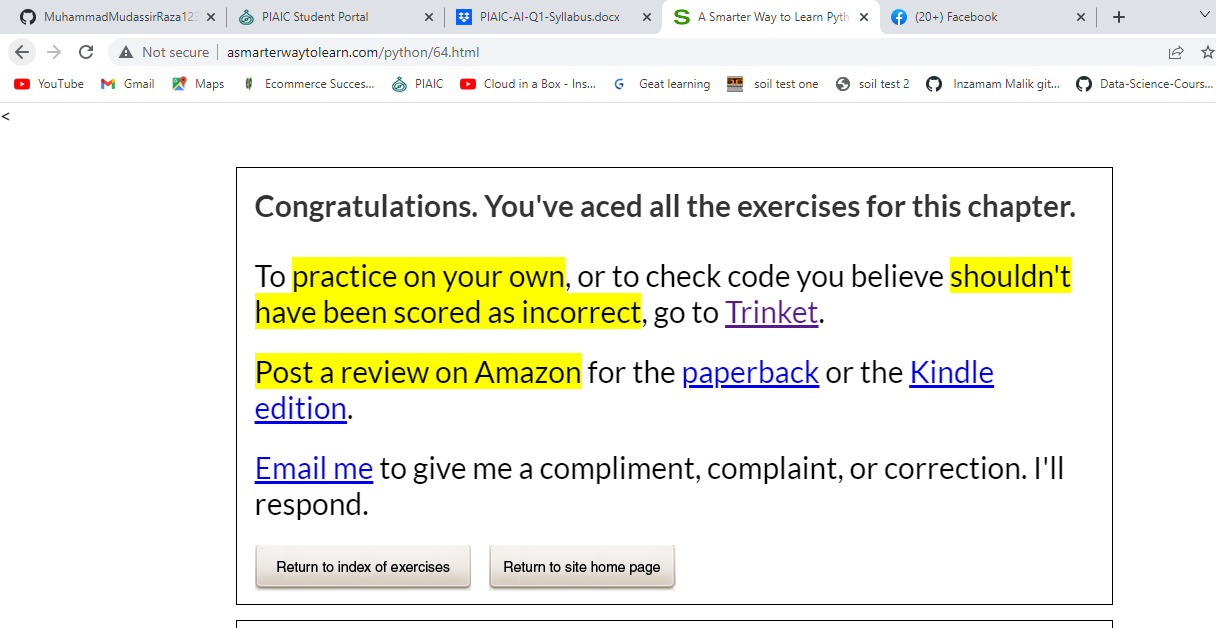 MuhammadMudassirRaza12
PIAIC Student Portal
PIAIC-AI-Q1-Syllabus.docx
A Smarter Way to Learn Pyth
(20+) Facebook
Not secure
asmarterwaytolearn.com/python/64.html
YouTube
Gmail
Maps
Ecommerce Succes...
PIAIC
Cloud in a Box - Ins...
Geat learning
soil test one
soil test 2
Inzamam Malik git...
Data-Science-Cours...
<
Congratulations. You've aced all the exercises for this chapter.
To practice on your own, or to check code you believe shouldn't
have been scored as incorrect, go to Trinket.
Post a review on Amazon for the paperback or the Kindle
edition.
Email me to give me a compliment, complaint, or correction. I'll
respond.
Return to index of exercises
Return to site home page